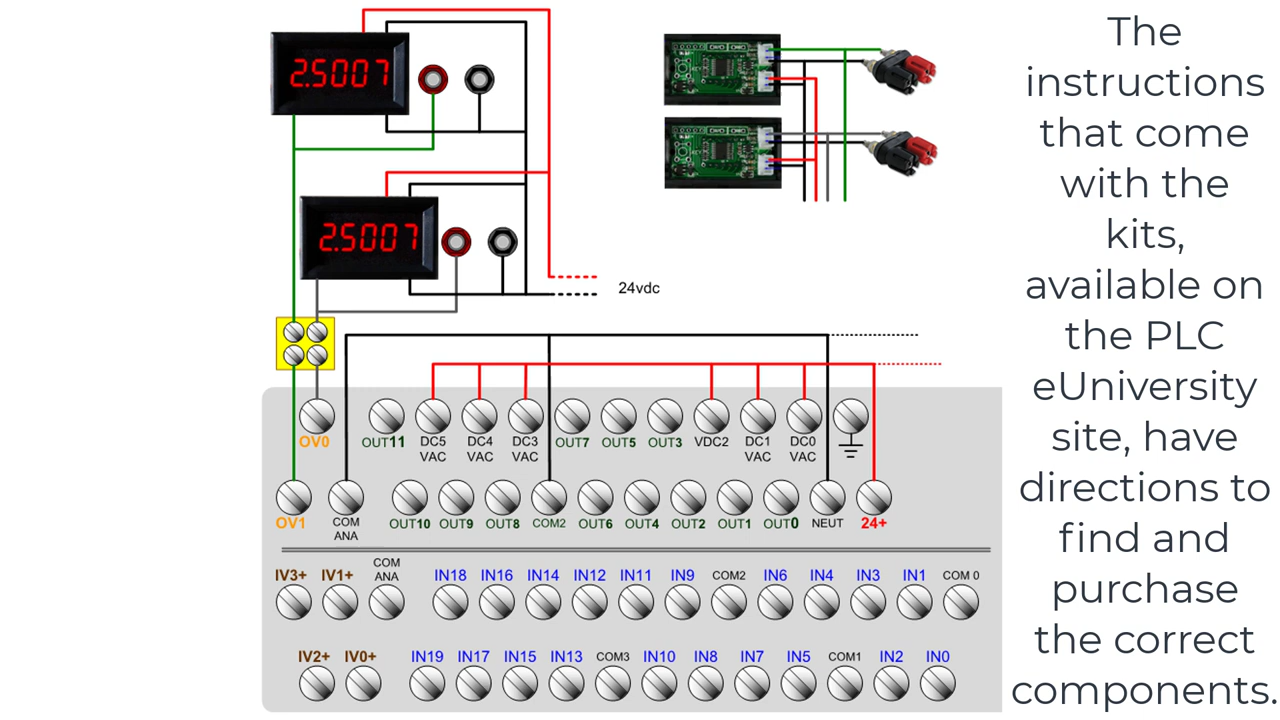 2.5007
2.5007
24vdc
OV0
OUT11
DC5
VAC
DC4
VAC
DC3
VAC
OUT7
OUT5
OUT3
VDC2
DC1
VAC
DC0
VAC
OV1
COM
ANA
OUT10
OUT9
OUT8
COM2
OUT6
OUT4
OUT2
OUT1
OUT0
NEUT
24+
IV3+
IV1+
COM
ANA
IN18
IN16
IN14
IN12
IN11
IN9
COM2
IN6
IN4
IN3
IN1
COM 0
IV2+
IV0+
IN19
IN17
IN15
IN13
COM3
IN10
IN8
IN7
IN5
COM1
IN2
IN0
The
instructions
that come
with the
kits,
available on
the PLC
eUniversity
site, have
directions to
find and
purchase
the correct
components.